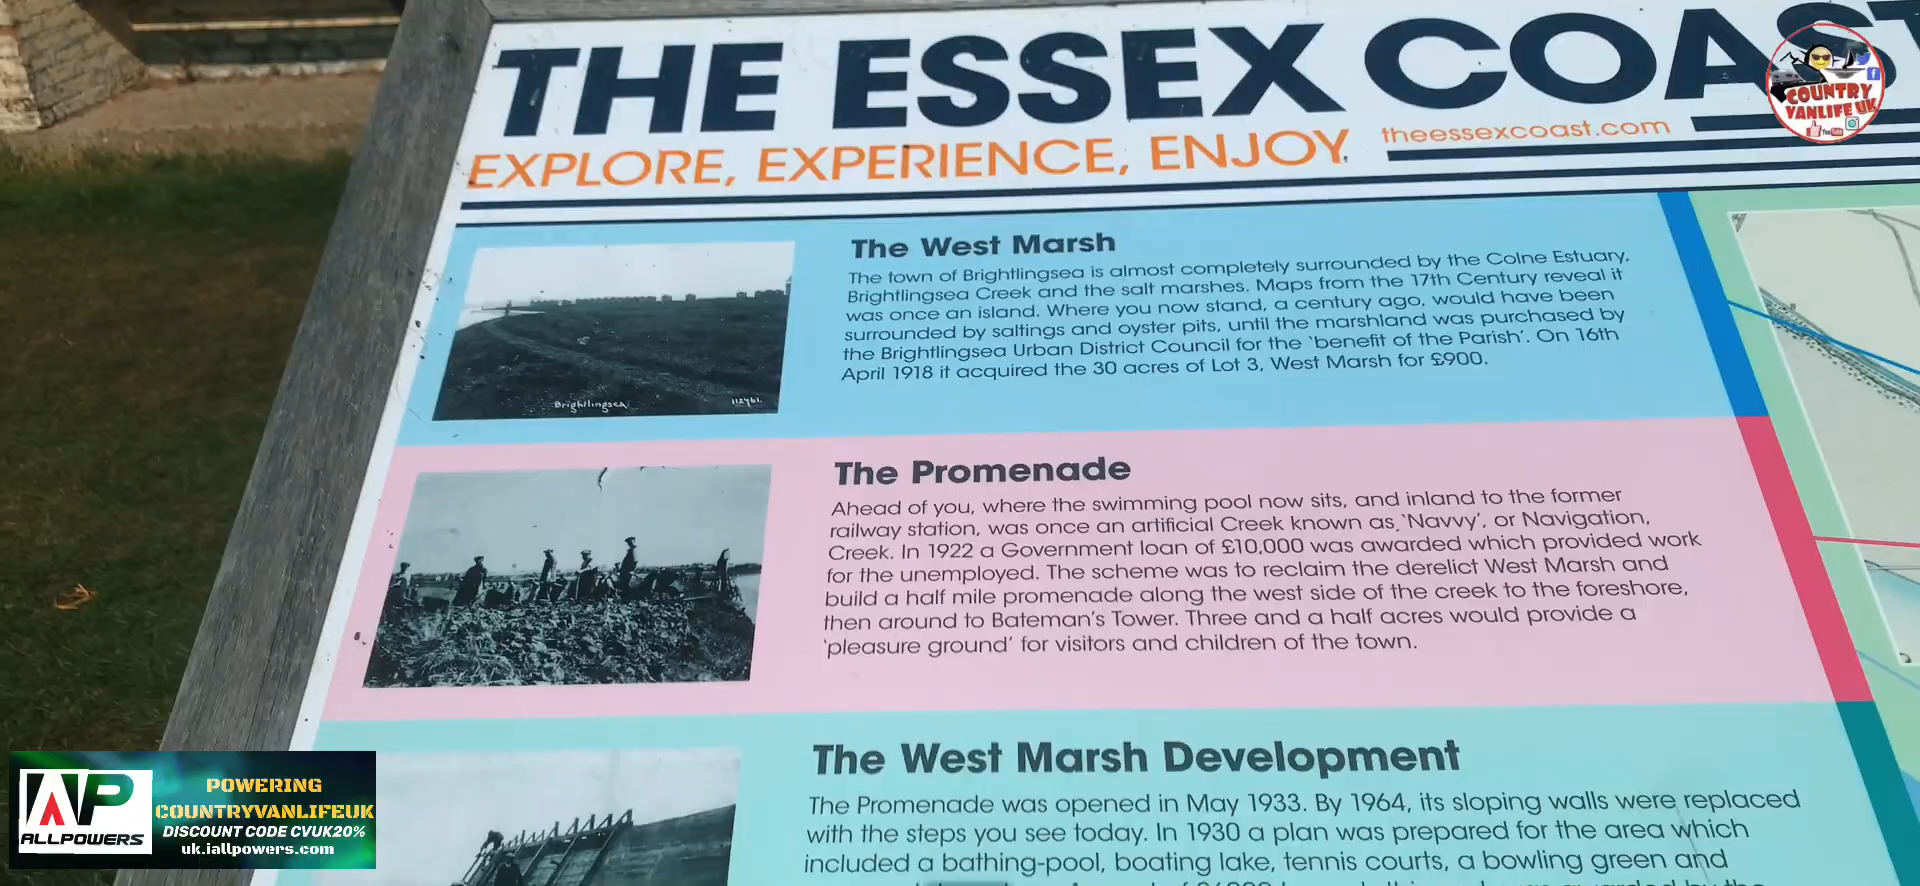 THE ESSEX COAST
EXPLORE, EXPERIENCE, ENJOY.
theessexcoast.com
COUNTRY
VANLIFE UK
The West Marsh
The town of Brightlingsea is almost completely surrounded by the Colne Estuary,
Brightlingsea Creek and the salt marshes. Maps from the 17th Century reveal it
was once an island. Where you now stand, a century ago, would have been
surrounded by saltings and oyster pits, until the marshland was purchased by
the Brightlingsea Urban District Council for the 'benefit of the Parish'. On 16th
April 1918 it acquired the 30 acres of Lot 3, West Marsh for £900.
Brightlingsea
112461.
The Promenade
Ahead of you, where the swimming pool now sits, and inland to the former
railway station, was once an artificial Creek known as 'Navvy', or Navigation,
Creek. In 1922 a Government loan of £10,000 was awarded which provided work
for the unemployed. The scheme was to reclaim the derelict West Marsh and
build a half mile promenade along the west side of the creek to the foreshore,
then around to Bateman's Tower. Three and a half acres would provide a
'pleasure ground' for visitors and children of the town.
The West Marsh Development
The Promenade was opened in May 1933. By 1964, its sloping walls were replaced
with the steps you see today. In 1930 a plan was prepared for the area which
included a bathing-pool, boating lake, tennis courts, a bowling green and
AP
ALLPOWERS
POWERING
COUNTRYVANLIFEUK
DISCOUNT CODE CVUK20%
uk.iallpowers.com